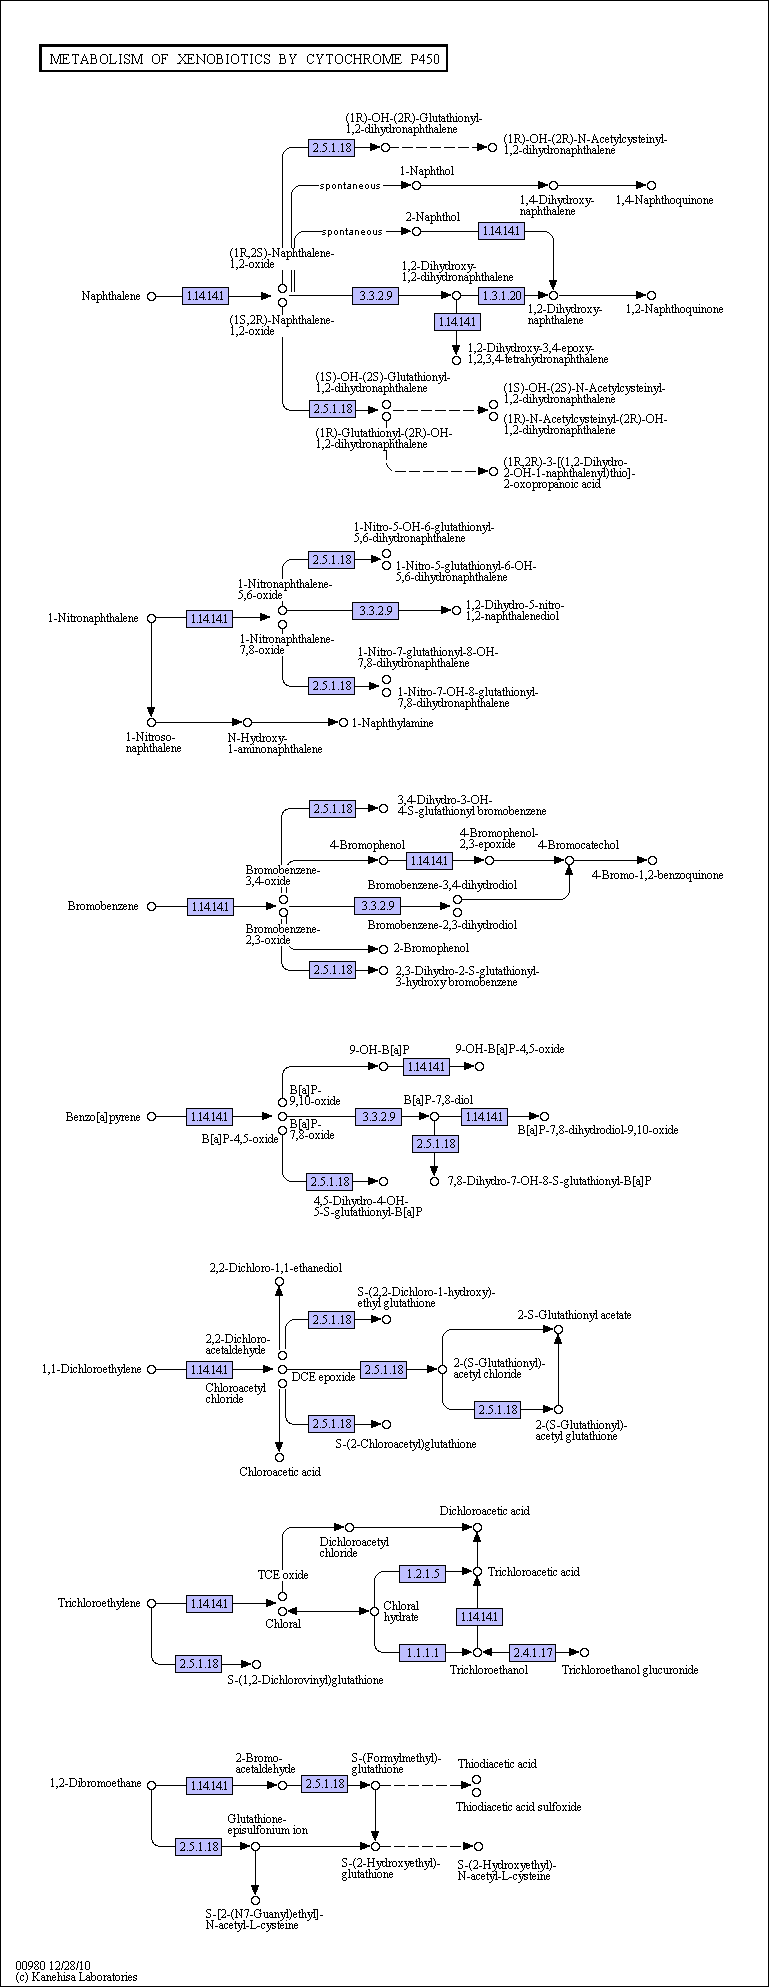 METABOLISM OF XENOBIOTICS BY CYTOCHROME P450
(1R)-OH-(2R)-Glutathionyl-
1,2-dihydronaphthalene
2.5.1.18
(1R)-OH-(2R)-N-Acetylcysteinyl-
1,2-dihydronaphthalene
1-Naphthol
spontaneous
1,4-Dihydroxy-
naphthalene
1,4-Naphthoquinone
2-Naphthol
spontaneous
1.14.14.1
(1R,2S)-Naphthalene-
1,2-oxide
1,2-Dihydroxy-
1,2-dihydronaphthalene
Naphthalene
1.14.14.1
3.3.2.9
1.3.1.20
1,2-Dihydroxy-
naphthalene
1,2-Naphthoquinone
(1S,2R)-Naphthalene-
1,2-oxide
1.14.14.1
1,2-Dihydroxy-3,4-epoxy-
1,2,3,4-tetrahydronaphthalene
(1S)-OH-(2S)-Glutathionyl-
1,2-dihydronaphthalene
2.5.1.18
(1S)-OH-(2S)-N-Acetylcysteinyl-
1,2-dihydronaphthalene
(1R)-N-Acetylcysteinyl-(2R)-OH-
1,2-dihydronaphthalene
(1R)-Glutathionyl-(2R)-OH-
1,2-dihydronaphthalene
(1R,2R)-3-[(1,2-Dihydro-
2-OH-1-naphthalenyl)thio]-
2-oxopropanoic acid
1-Nitro-5-OH-6-glutathionyl-
5,6-dihydronaphthalene
2.5.1.18
1-Nitro-5-glutathionyl-6-OH-
5,6-dihydronaphthalene
1-Nitronaphthalene-
5,6-oxide
1-Nitronaphthalene
1.14.14.1
3.3.2.9
1,2-Dihydro-5-nitro-
1,2-naphthalenediol
1-Nitronaphthalene-
7,8-oxide
1-Nitro-7-glutathionyl-8-OH-
7,8-dihydronaphthalene
2.5.1.18
1-Nitro-7-OH-8-glutathionyl-
7,8-dihydronaphthalene
1-Nitroso-
naphthalene
N-Hydroxy-
1-aminonaphthalene
1-Naphthylamine
2.5.1.18
3,4-Dihydro-3-OH-
4-S-glutathionyl bromobenzene
4-Bromophenol
1.14.14.1
4-Bromophenol-
2,3-epoxide
4-Bromocatechol
4-Bromo-1,2-benzoquinone
Bromobenzene-
3,4-oxide
Bromobenzene-3,4-dihydrodiol
Bromobenzene
1.14.14.1
3.3.2.9
Bromobenzene-2,3-dihydrodiol
Bromobenzene-
2,3-oxide
2-Bromophenol
2.5.1.18
2,3-Dihydro-2-S-glutathionyl-
3-hydroxy bromobenzene
9-OH-B[a]P
1.14.14.1
9-OH-B[a]P-4,5-oxide
B[a]P-
9,10-oxide
B[a]P-7,8-diol
Benzo[a]pyrene
1.14.14.1
3.3.2.9
1.14.14.1
B[a]P-4,5-oxide
B[a]P-
7,8-oxide
B[a]P-7,8-dihydrodiol-9,10-oxide
2.5.1.18
2.5.1.18
7,8-Dihydro-7-OH-8-S-glutathionyl-B[a]P
4,5-Dihydro-4-OH-
5-S-glutathionyl-B[a]P
2,2-Dichloro-1,1-ethanediol
S-(2,2-Dichloro-1-hydroxy)-
ethyl glutathione
2.5.1.18
2-S-Glutathionyl acetate
2,2-Dichloro-
acetaldehyde
1,1-Dichloroethylene
1.14.14.1
DCE epoxide
2.5.1.18
2-(S-Glutathionyl)-
acetyl chloride
Chloroacetyl
chloride
2.5.1.18
2.5.1.18
2-(S-Glutathionyl)-
acetyl glutathione
S-(2-Chloroacetyl)glutathione
Chloroacetic acid
Dichloroacetic acid
Dichloroacetyl
chloride
TCE oxide
1.2.1.5
Trichloroacetic acid
Trichloroethylene
1.14.14.1
Chloral
Chloral
hydrate
1.14.14.1
1.1.1.1
2.4.1.17
2.5.1.18
Trichloroethanol
Trichloroethanol glucuronide
S-(1,2-Dichlorovinyl)glutathione
2-Bromo-
acetaldehyde
S-(Formylmethyl)-
glutathione
Thiodiacetic acid
1,2-Dibromoethane
1.14.14.1
2.5.1.18
Thiodiacetic acid sulfoxide
Glutathione-
episulfonium ion
2.5.1.18
S-(2-Hydroxyethyl)-
glutathione
S-(2-Hydroxyethyl)-
N-acetyl-L-cysteine
S-[2-(N7-Guanyl)ethyl]-
N-acetyl-L-cysteine
00980 12/28/10
(c) Kanehisa Laboratories